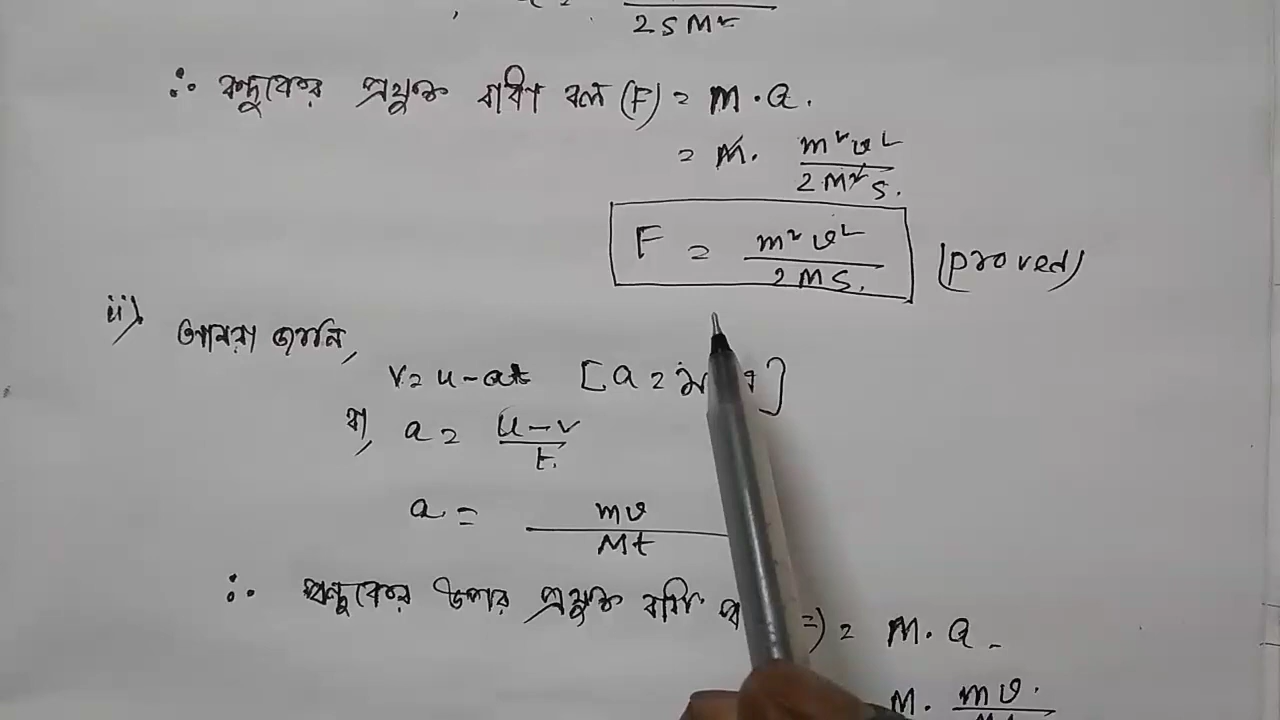 2SM²
∴ বন্দুকের প্রযুক্ত বাধা বল (F) = M·a.
= M. m²v² / 2M²S.
F = m²v² / 2MS. (proved)
ii) আমরা জানি,
v = u - at [a =
বা, a = u - v / t.
a = mv / Mt
∴ বন্দুকের উপর প্রযুক্ত বাধা = M·a.
M. mv.